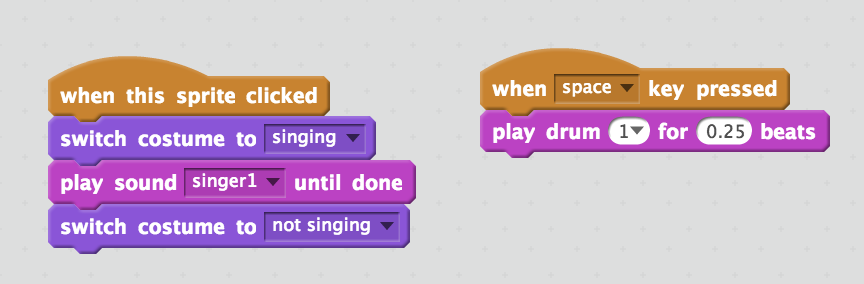 when this sprite clicked
switch costume to singing
play sound singer1 until done
switch costume to not singing
when space key pressed
play drum 1 for 0.25 beats